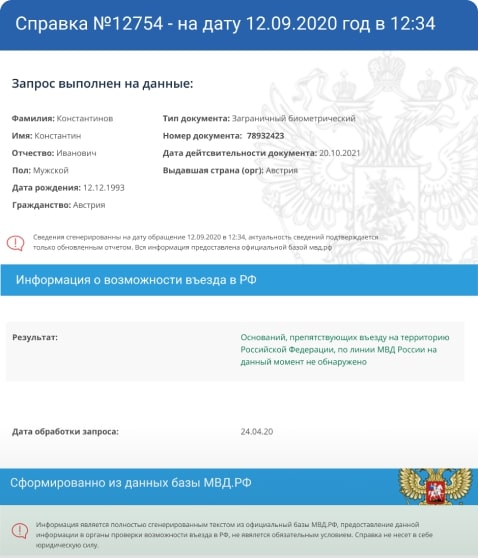 Справка №12754 - на дату 12.09.2020 год в 12:34
Запрос выполнен на данные:
Фамилия: Константинов
Имя: Константин
Отчество: Иванович
Пол: Мужской
Дата рождения: 12.12.1993
Гражданство: Австрия
Тип документа: Заграничный биометрический
Номер документа: 78932423
Дата дейтсвительности документа: 20.10.2021
Выдавшая страна (орг): Австрия
Сведения сгенерированны на дату обращение 12.09.2020 в 12:34, актуальность сведений подтверждается
только обновленным отчетом. Вся информация предоставлена официальной базой мвд.рф
Информация о возможности въезда в РФ
Результат:
Оснований, препятствующих въезду на территорию
Российской Федерации, по линии МВД России на
данный момент не обнаружено
Дата обработки запроса:
24.04.20
Сформированно из данных базы МВД.РФ
Информация является полностью сгенерированным текстом из официальный базы МВД.РФ, предоставление данной
информации в органы проверки возможности въезда в РФ, не явялется обязательным условием. Справка не несет в себе
юридическую силу.